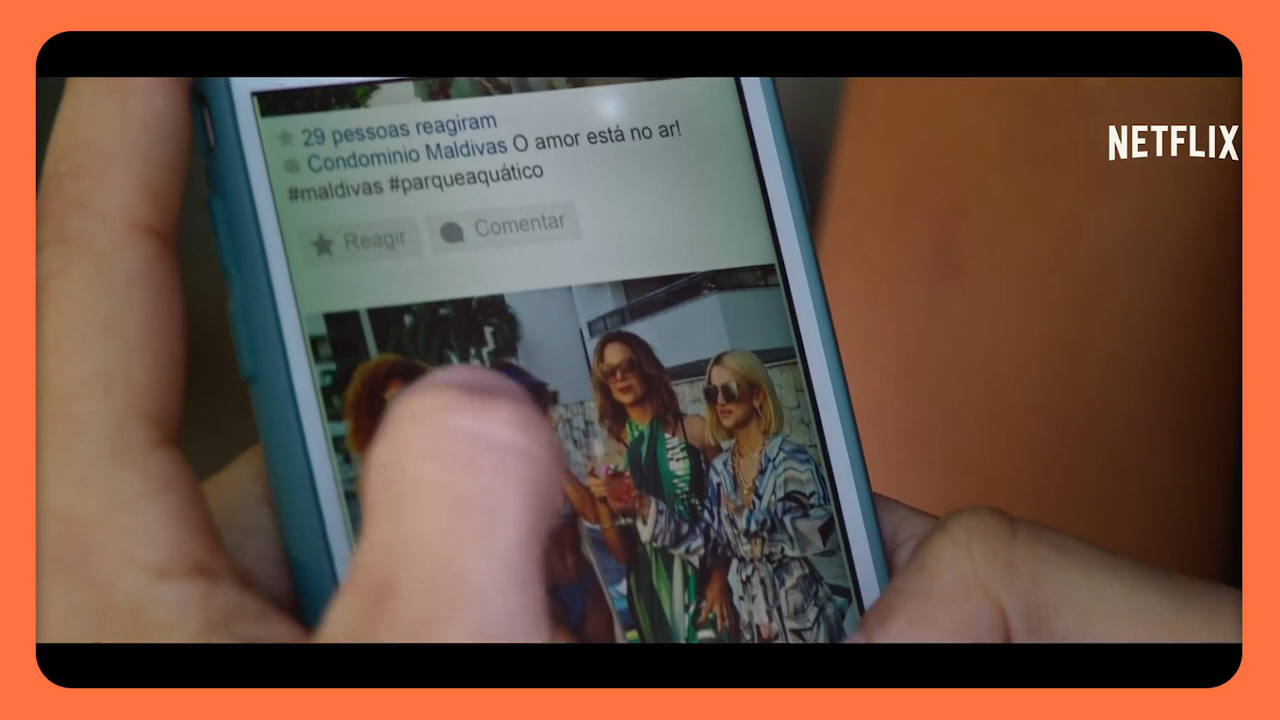 29 pessoas reagiram
Condominio Maldivas O amor está no ar!
#maldivas #parqueaquático
Reagir
Comentar
NETFLIX